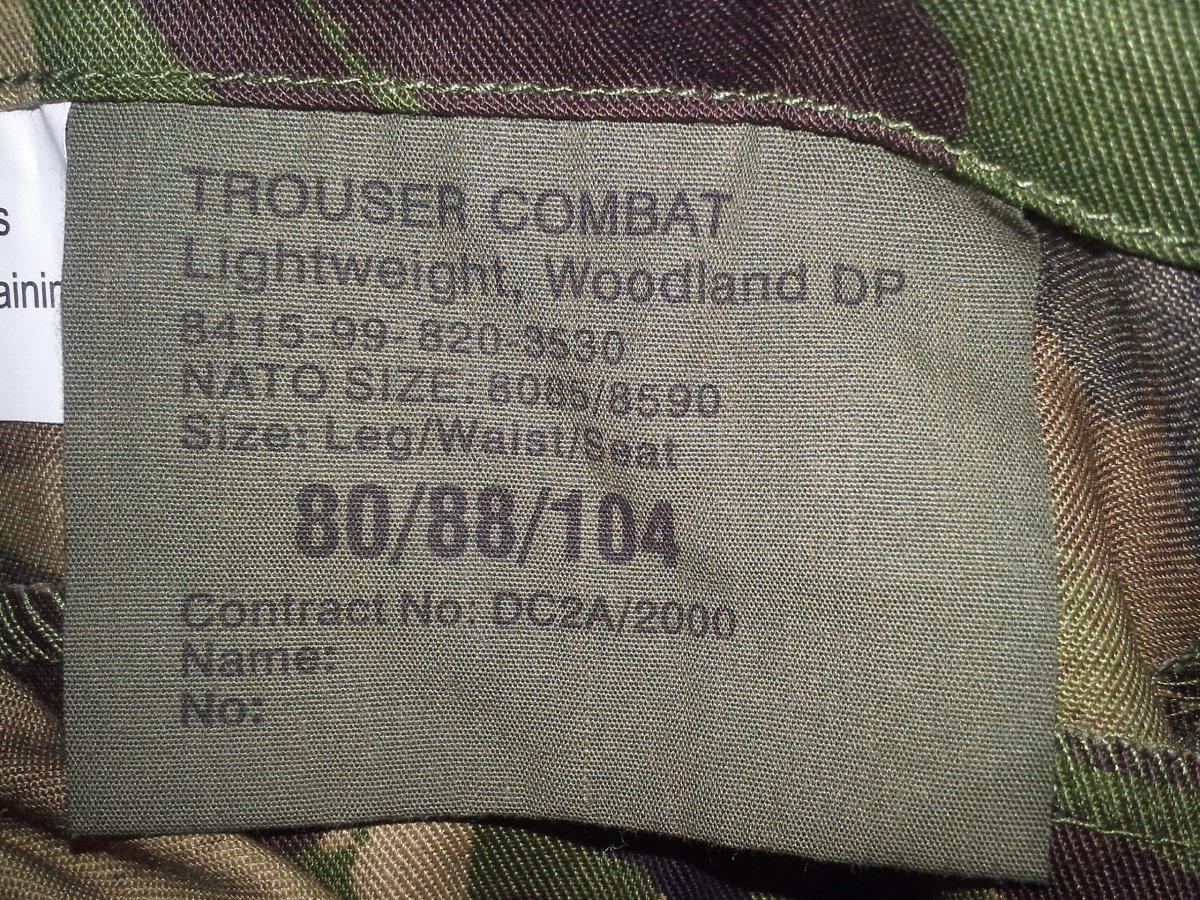 TROUSER COMBAT
Lightweight, Woodland DP
8415-99-820-3530
NATO SIZE. 8085/8590
Size: Leg/Waist/Seat
80/88/104
Contract No: DC2A/2000
Name:
No:
s
ainin